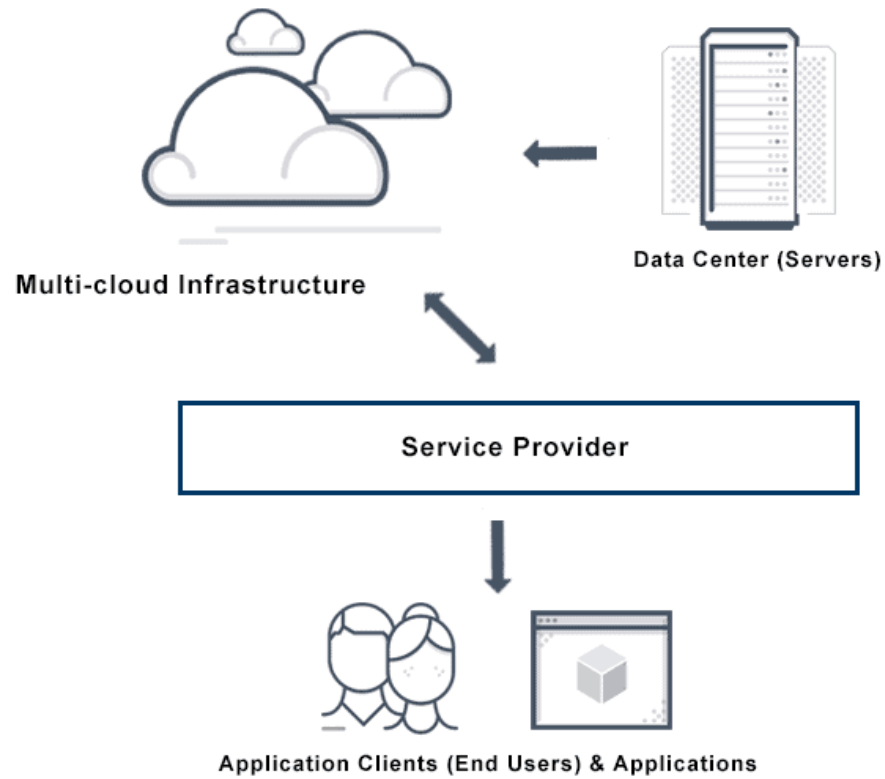 Data Center (Servers)
Multi-cloud Infrastructure
Service Provider
Application Clients (End Users) & Applications